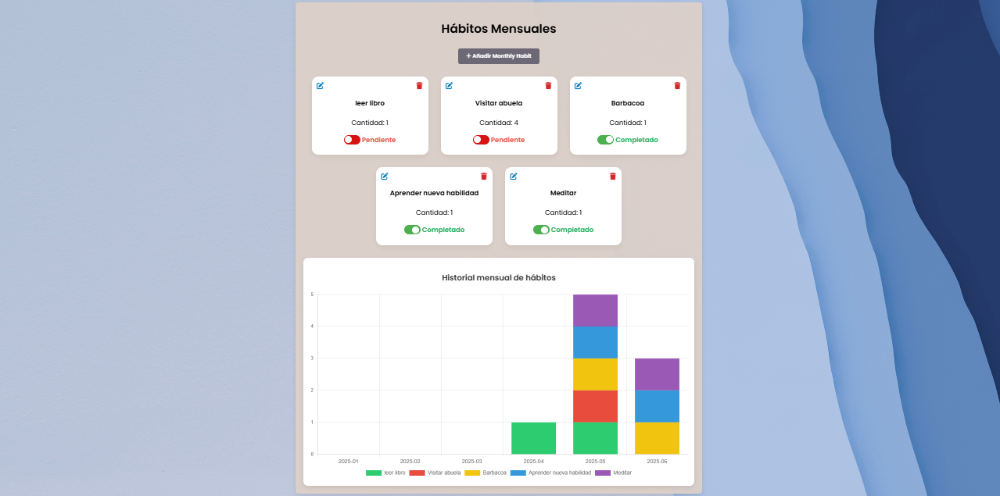 Hábitos Mensuales
+ Añadir Monthly Habit
leer libro
Cantidad: 1
Pendiente
Visitar abuela
Cantidad: 4
Pendiente
Barbacoa
Cantidad: 1
Completado
Aprender nueva habilidad
Cantidad: 1
Completado
Meditar
Cantidad: 1
Completado
Historial mensual de hábitos
5
4
3
2
1
0
2025-01 2025-02 2025-03 2025-04 2025-05 2025-06
leer libro Visitar abuela Barbacoa Aprender nueva habilidad Meditar